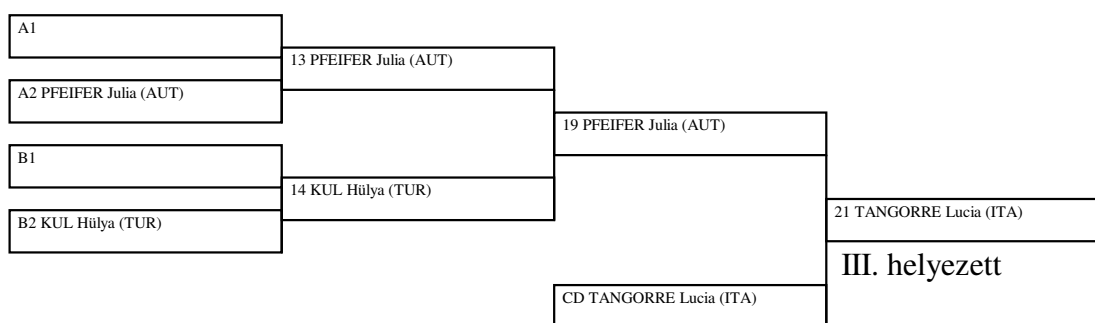 A1
13 PFEIFER Julia (AUT)
A2 PFEIFER Julia (AUT)
19 PFEIFER Julia (AUT)
B1
14 KUL Hülya (TUR)
B2 KUL Hülya (TUR)
21 TANGORRE Lucia (ITA)
III. helyezett
CD TANGORRE Lucia (ITA)